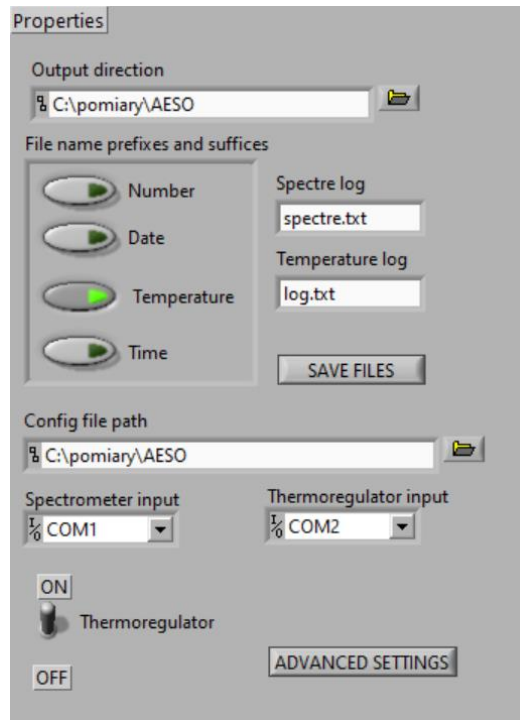 Properties
Output direction
C:\pomiary\AESO
File name prefixes and suffices
Number
Spectre log
spectre.txt
Date
Temperature log
Temperature
log.txt
Time
SAVE FILES
Config file path
C:\pomiary\AESO
Spectrometer input
Thermoregulator input
I/O COM1
I/O COM2
ON
Thermoregulator
OFF
ADVANCED SETTINGS